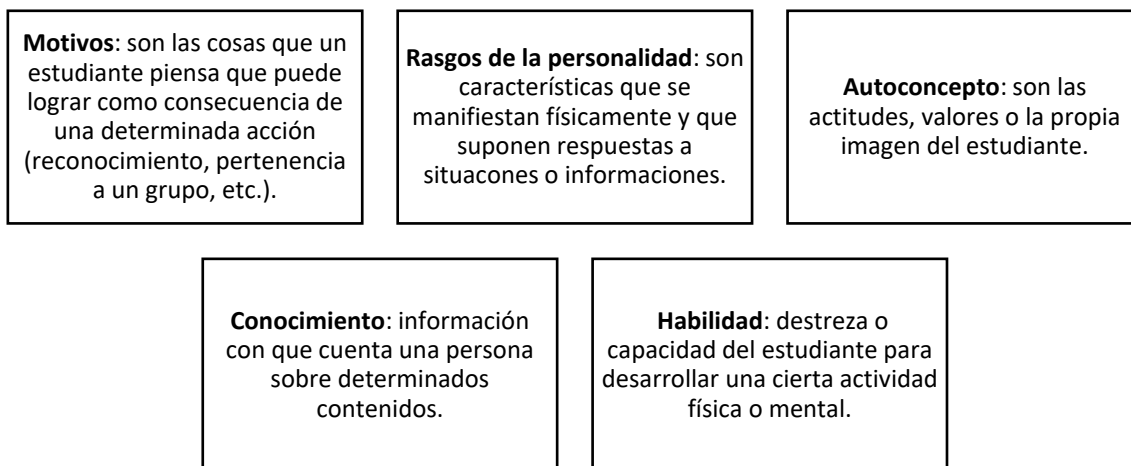 Motivos: son las cosas que un
estudiante piensa que puede
lograr como consecuencia de
una determinada acción
(reconocimiento, pertenencia
a un grupo, etc.).
Rasgos de la personalidad: son
características que se
manifiestan físicamente y que
suponen respuestas a
situacones o informaciones.
Autoconcepto: son las
actitudes, valores o la propia
imagen del estudiante.
Conocimiento: información
con que cuenta una persona
sobre determinados
contenidos.
Habilidad: destreza o
capacidad del estudiante para
desarrollar una cierta actividad
física o mental.